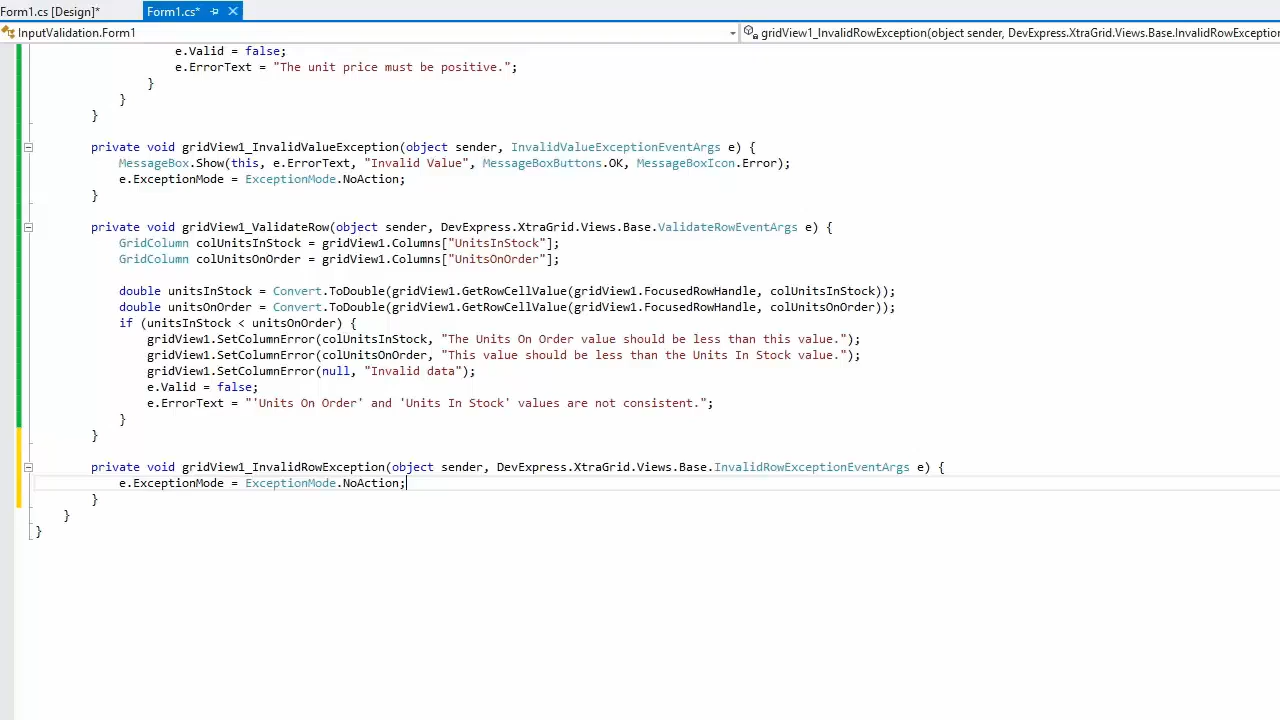 Form1.cs [Design]*
Form1.cs*
InputValidation.Form1
gridView1_InvalidRowException(object sender, DevExpress.XtraGrid.Views.Base.InvalidRowException
e.Valid = false;
e.ErrorText = "The unit price must be positive.";
}
}
}
private void gridView1_InvalidValueException(object sender, InvalidValueExceptionEventArgs e) {
MessageBox.Show(this, e.ErrorText, "Invalid Value", MessageBoxButtons.OK, MessageBoxIcon.Error);
e.ExceptionMode = ExceptionMode.NoAction;
}
private void gridView1_ValidateRow(object sender, DevExpress.XtraGrid.Views.Base.ValidateRowEventArgs e) {
GridColumn colUnitsInStock = gridView1.Columns["UnitsInStock"];
GridColumn colUnitsOnOrder = gridView1.Columns["UnitsOnOrder"];
double unitsInStock = Convert.ToDouble(gridView1.GetRowCellValue(gridView1.FocusedRowHandle, colUnitsInStock));
double unitsOnOrder = Convert.ToDouble(gridView1.GetRowCellValue(gridView1.FocusedRowHandle, colUnitsOnOrder));
if (unitsInStock < unitsOnOrder) {
gridView1.SetColumnError(colUnitsInStock, "The Units On Order value should be less than this value.");
gridView1.SetColumnError(colUnitsOnOrder, "This value should be less than the Units In Stock value.");
gridView1.SetColumnError(null, "Invalid data");
e.Valid = false;
e.ErrorText = "'Units On Order' and 'Units In Stock' values are not consistent.";
}
}
private void gridView1_InvalidRowException(object sender, DevExpress.XtraGrid.Views.Base.InvalidRowExceptionEventArgs e) {
e.ExceptionMode = ExceptionMode.NoAction;
}
}
}